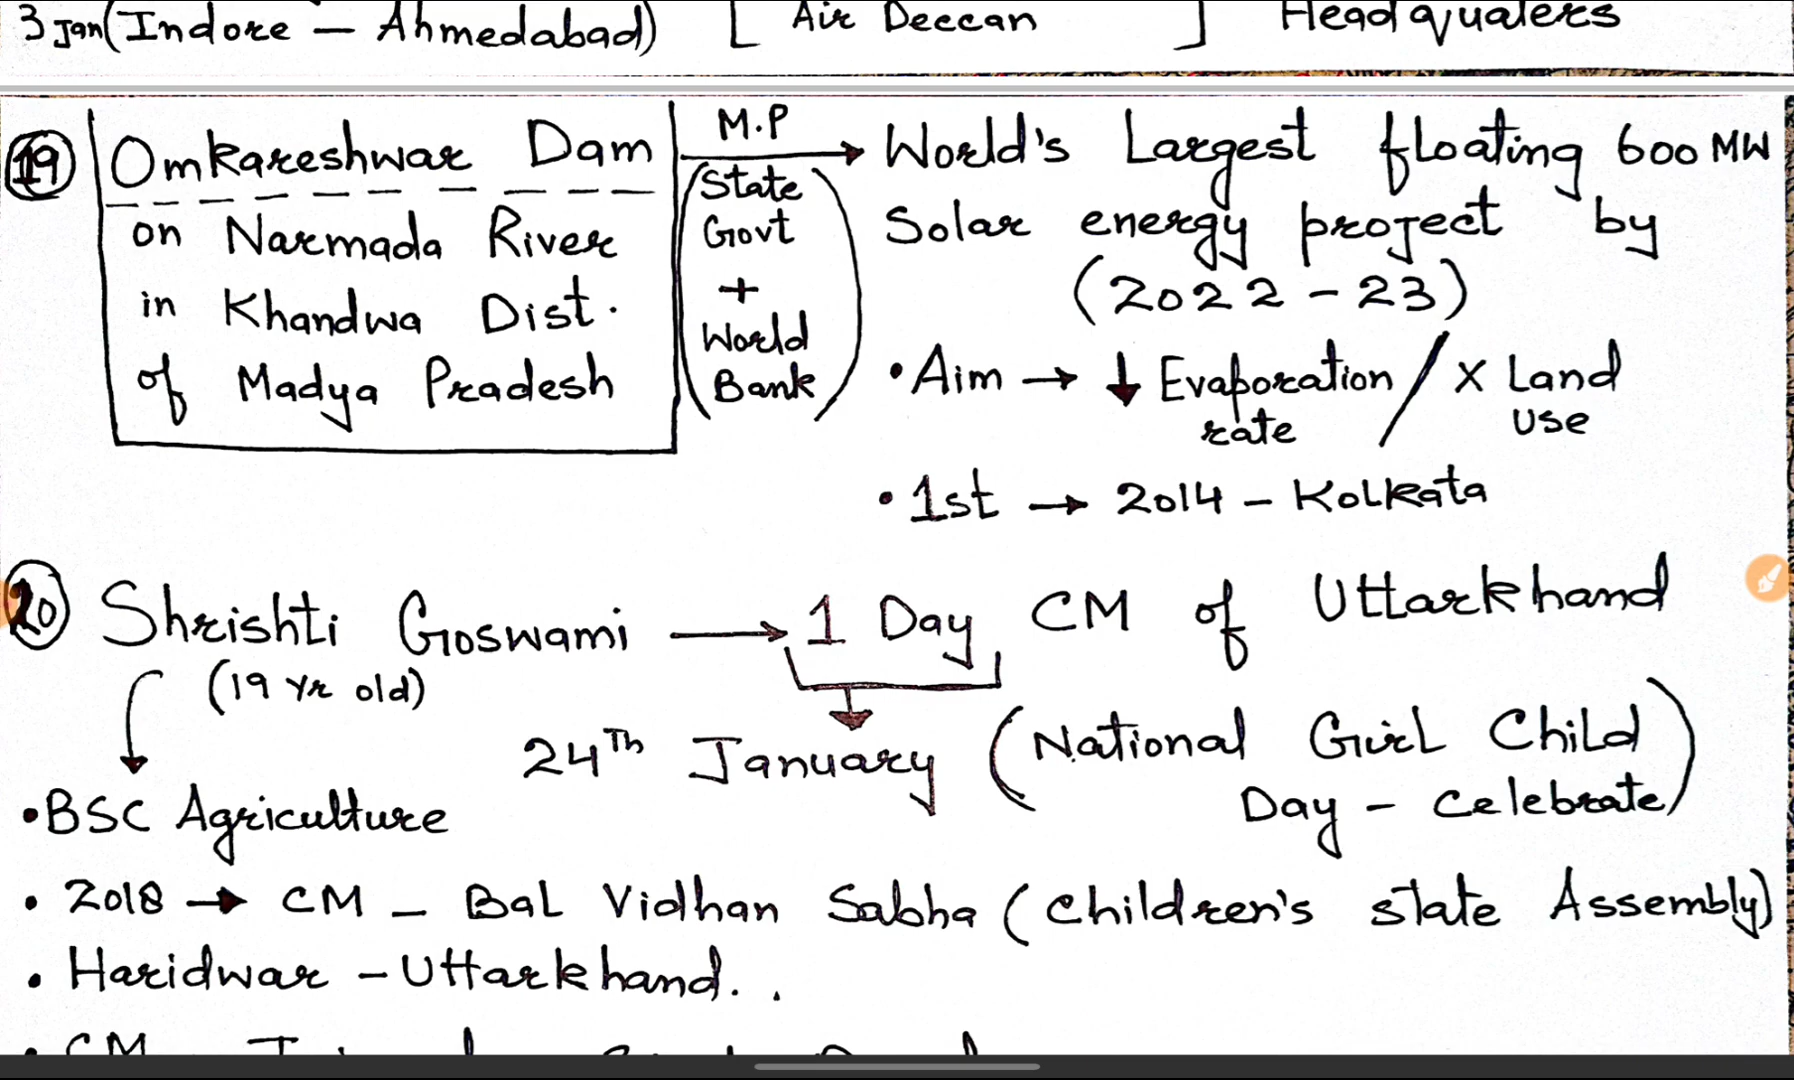 3 Jan (Indore - Ahmedabad) [ Air Deccan ] Headquaters
19 Omkareshwar Dam
on Narmada River
in Khandwa Dist.
of Madya Pradesh
M.P
(State
Govt
+
World
Bank)
→ World's Largest floating 600 MW
Solar energy project by
(2022-23)
• Aim → ↓ Evaporation rate / x Land use
• 1st → 2014 - Kolkata
20 Shrishti Goswami → 1 Day CM of Uttarkhand
(19 yr old)
24Th January (National Girl Child
Day - celebrate)
• BSC Agriculture
• 2018 → CM - Bal Vidhan Sabha (children's state Assembly)
• Haridwar - Uttarkhand..
• CM